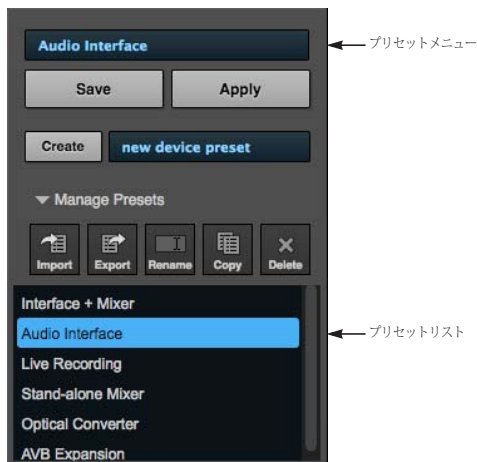 Audio Interface
プリセットメニュー
Save
Apply
Create
new device preset
Manage Presets
Import
Export
Rename
Copy
Delete
Interface + Mixer
Audio Interface
プリセットリスト
Live Recording
Stand-alone Mixer
Optical Converter
AVB Expansion